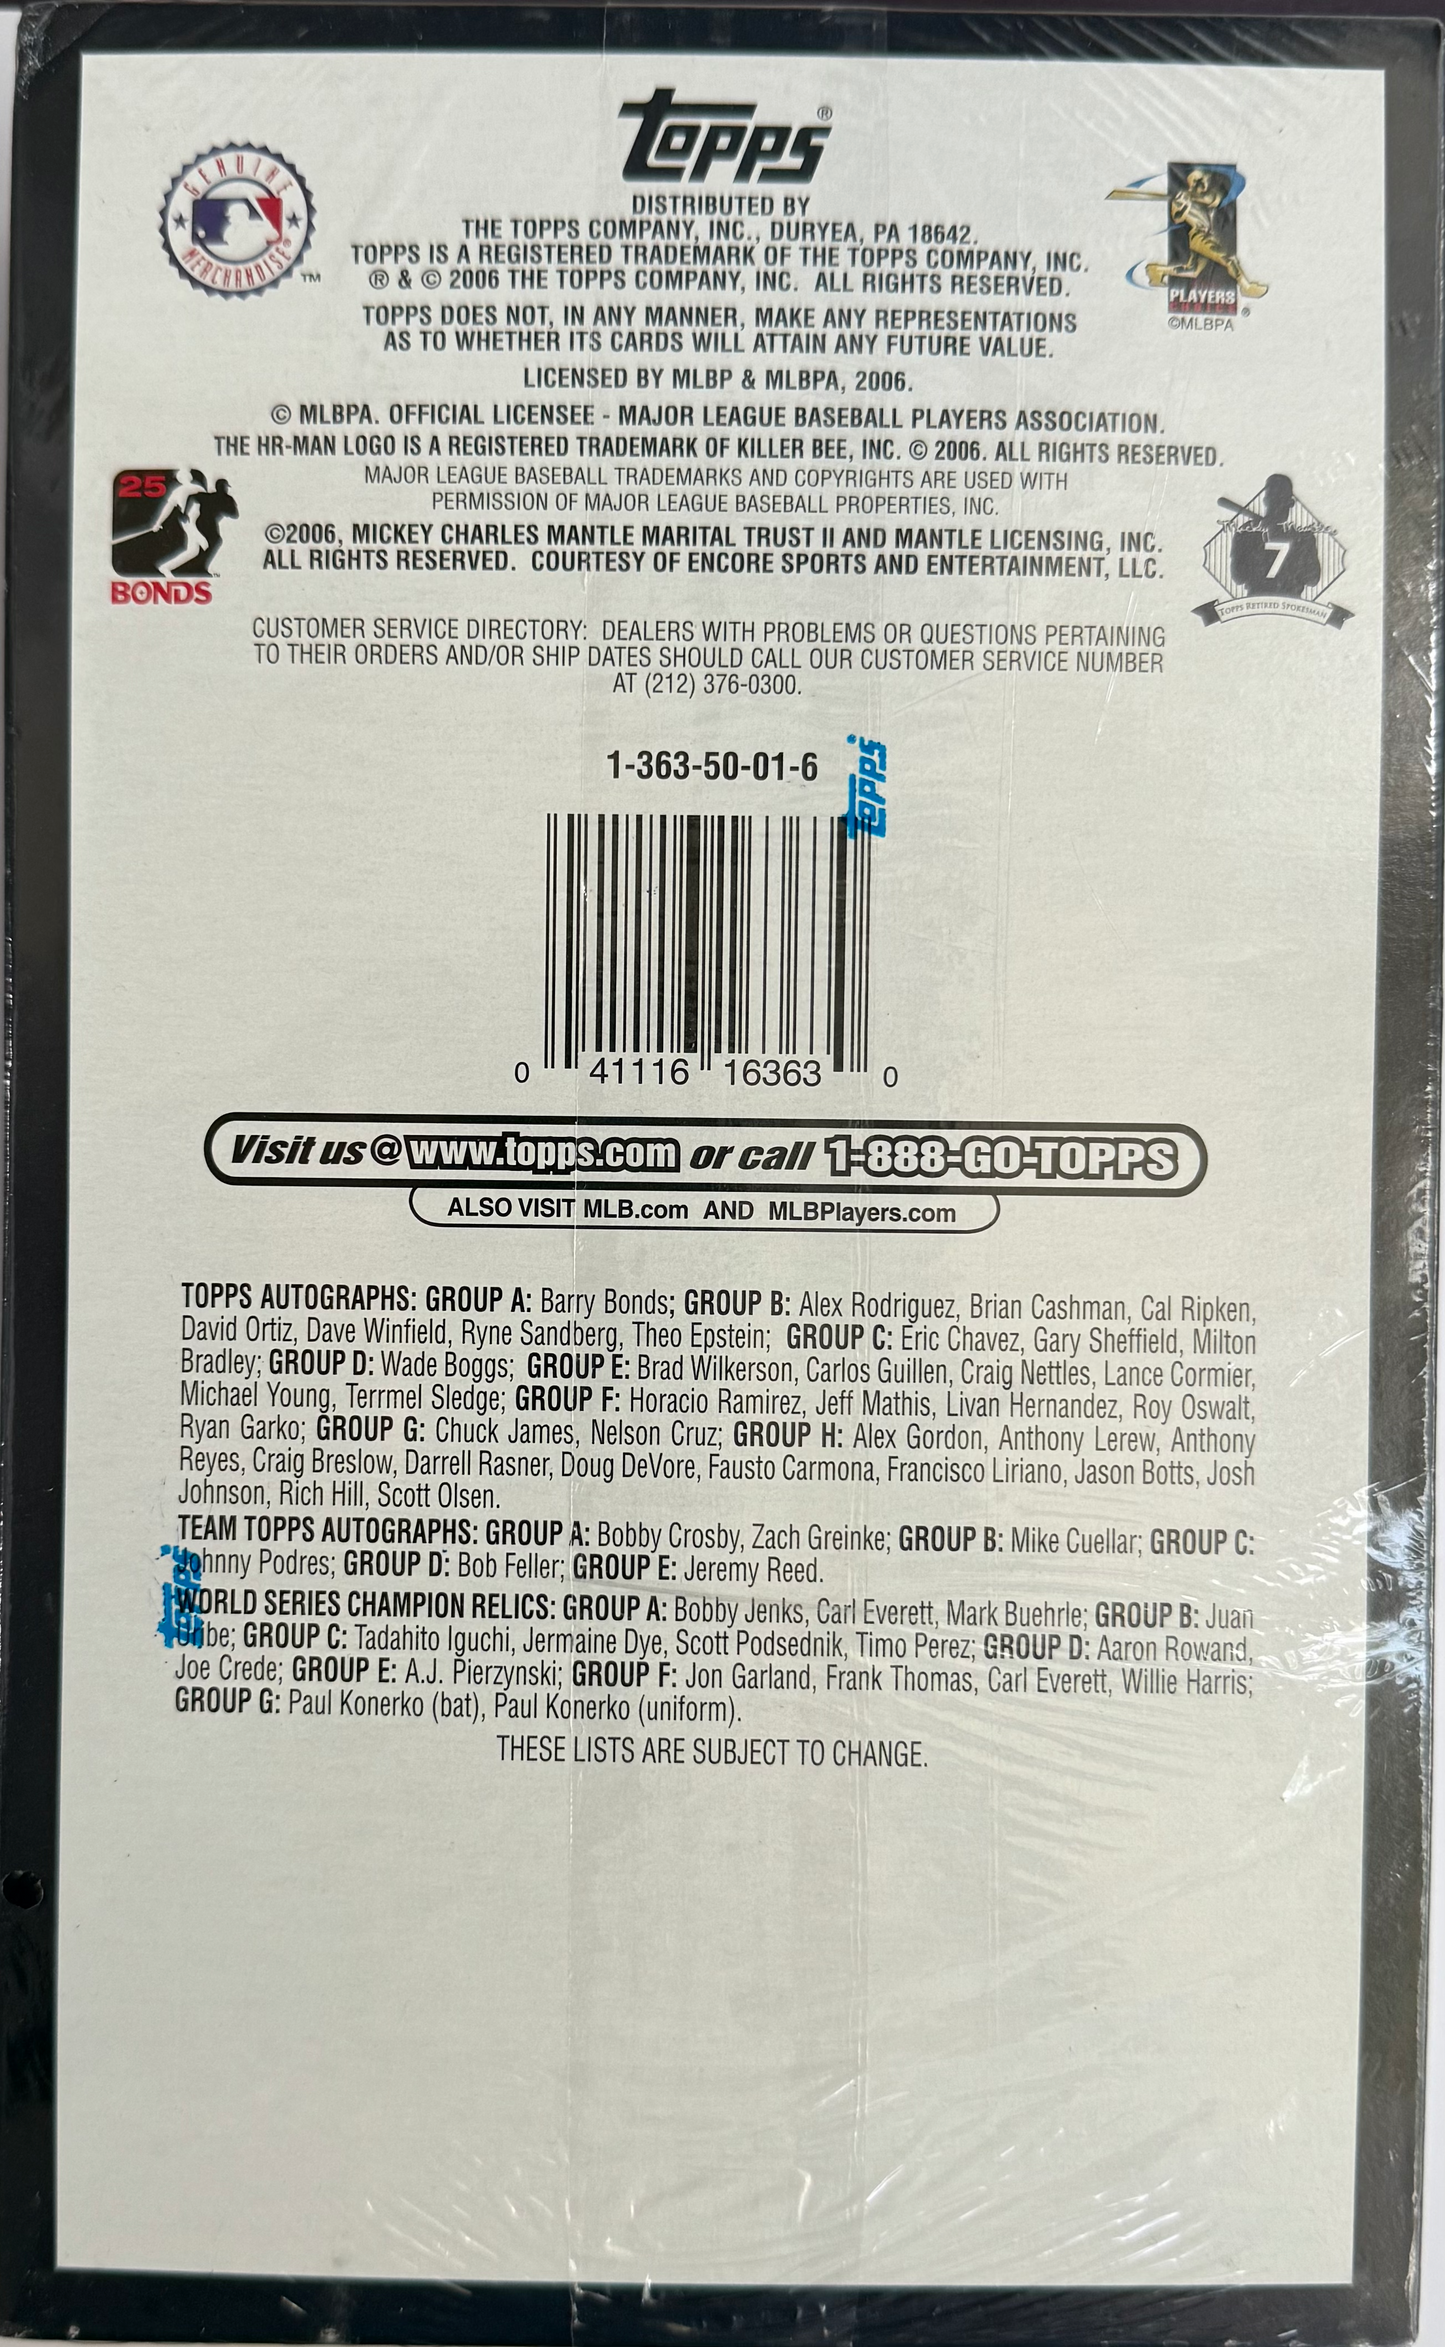 topps®
GENUINE
MERCHANDISE®
TM
DISTRIBUTED BY
THE TOPPS COMPANY, INC., DURYEA, PA 18642.
TOPPS IS A REGISTERED TRADEMARK OF THE TOPPS COMPANY, INC.
® & © 2006 THE TOPPS COMPANY, INC. ALL RIGHTS RESERVED.
PLAYERS
CHOICE®
©MLBPA
TOPPS DOES NOT, IN ANY MANNER, MAKE ANY REPRESENTATIONS
AS TO WHETHER ITS CARDS WILL ATTAIN ANY FUTURE VALUE.
LICENSED BY MLBP & MLBPA, 2006.
© MLBPA. OFFICIAL LICENSEE - MAJOR LEAGUE BASEBALL PLAYERS ASSOCIATION.
THE HR-MAN LOGO IS A REGISTERED TRADEMARK OF KILLER BEE, INC. © 2006. ALL RIGHTS RESERVED.
MAJOR LEAGUE BASEBALL TRADEMARKS AND COPYRIGHTS ARE USED WITH
PERMISSION OF MAJOR LEAGUE BASEBALL PROPERTIES, INC.
25
BONDS
©2006, MICKEY CHARLES MANTLE MARITAL TRUST II AND MANTLE LICENSING, INC.
ALL RIGHTS RESERVED. COURTESY OF ENCORE SPORTS AND ENTERTAINMENT, LLC.
Mickey Mantle
7
TOPPS RETIRED SPOKESMAN
CUSTOMER SERVICE DIRECTORY: DEALERS WITH PROBLEMS OR QUESTIONS PERTAINING
TO THEIR ORDERS AND/OR SHIP DATES SHOULD CALL OUR CUSTOMER SERVICE NUMBER
AT (212) 376-0300.
1-363-50-01-6
topps®
0 41116 16363 0
Visit us @ www.topps.com or call 1-888-GO-TOPPS
ALSO VISIT MLB.com AND MLBPlayers.com
TOPPS AUTOGRAPHS: GROUP A: Barry Bonds; GROUP B: Alex Rodriguez, Brian Cashman, Cal Ripken,
David Ortiz, Dave Winfield, Ryne Sandberg, Theo Epstein; GROUP C: Eric Chavez, Gary Sheffield, Milton
Bradley; GROUP D: Wade Boggs; GROUP E: Brad Wilkerson, Carlos Guillen, Craig Nettles, Lance Cormier,
Michael Young, Terrmel Sledge; GROUP F: Horacio Ramirez, Jeff Mathis, Livan Hernandez, Roy Oswalt,
Ryan Garko; GROUP G: Chuck James, Nelson Cruz; GROUP H: Alex Gordon, Anthony Lerew, Anthony
Reyes, Craig Breslow, Darrell Rasner, Doug DeVore, Fausto Carmona, Francisco Liriano, Jason Botts, Josh
Johnson, Rich Hill, Scott Olsen.
TEAM TOPPS AUTOGRAPHS: GROUP A: Bobby Crosby, Zach Greinke; GROUP B: Mike Cuellar; GROUP C:
Johnny Podres; GROUP D: Bob Feller; GROUP E: Jeremy Reed.
topps
WORLD SERIES CHAMPION RELICS: GROUP A: Bobby Jenks, Carl Everett, Mark Buehrle; GROUP B: Juan
Uribe; GROUP C: Tadahito Iguchi, Jermaine Dye, Scott Podsednik, Timo Perez; GROUP D: Aaron Rowand,
Joe Crede; GROUP E: A.J. Pierzynski; GROUP F: Jon Garland, Frank Thomas, Carl Everett, Willie Harris;
GROUP G: Paul Konerko (bat), Paul Konerko (uniform).
THESE LISTS ARE SUBJECT TO CHANGE.